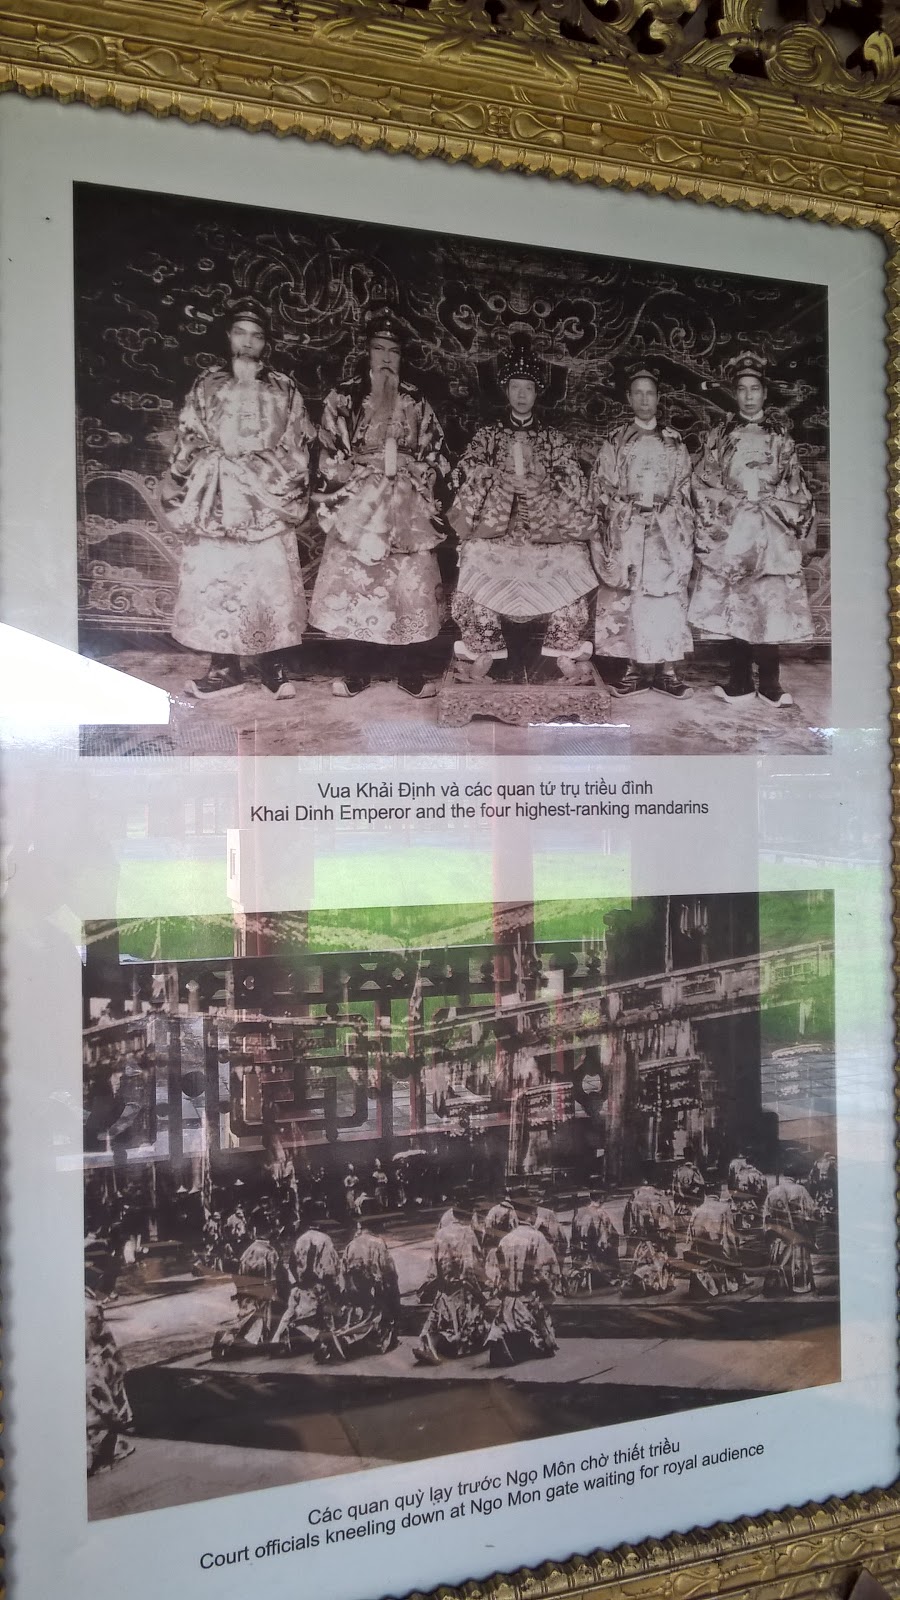 Vua Khải Định và các quan tứ trụ triều đình
Khai Dinh Emperor and the four highest-ranking mandarins
Các quan quỳ lạy trước Ngọ Môn chờ thiết triều
Court officials kneeling down at Ngo Mon gate waiting for royal audience